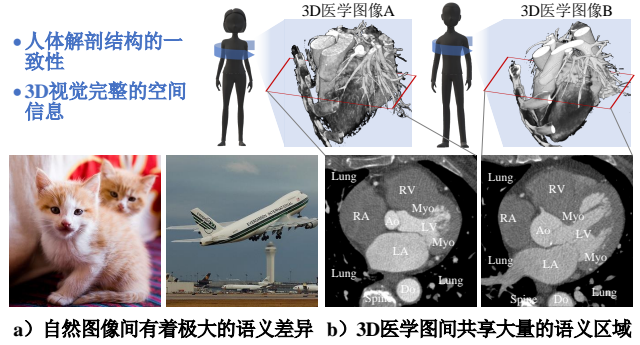 3D医学图像A
3D医学图像B
• 人体解剖结构的一
致性
• 3D视觉完整的空间
信息
Lung
RV
RA
Myo
Ao
LV
Myo
LA
Lung
Lung
Do
Spine
Lung
RV
RA
Myo
Ao
LV
Myo
LA
Lung
Spine
Do
a）自然图像间有着极大的语义差异
b）3D医学图间共享大量的语义区域